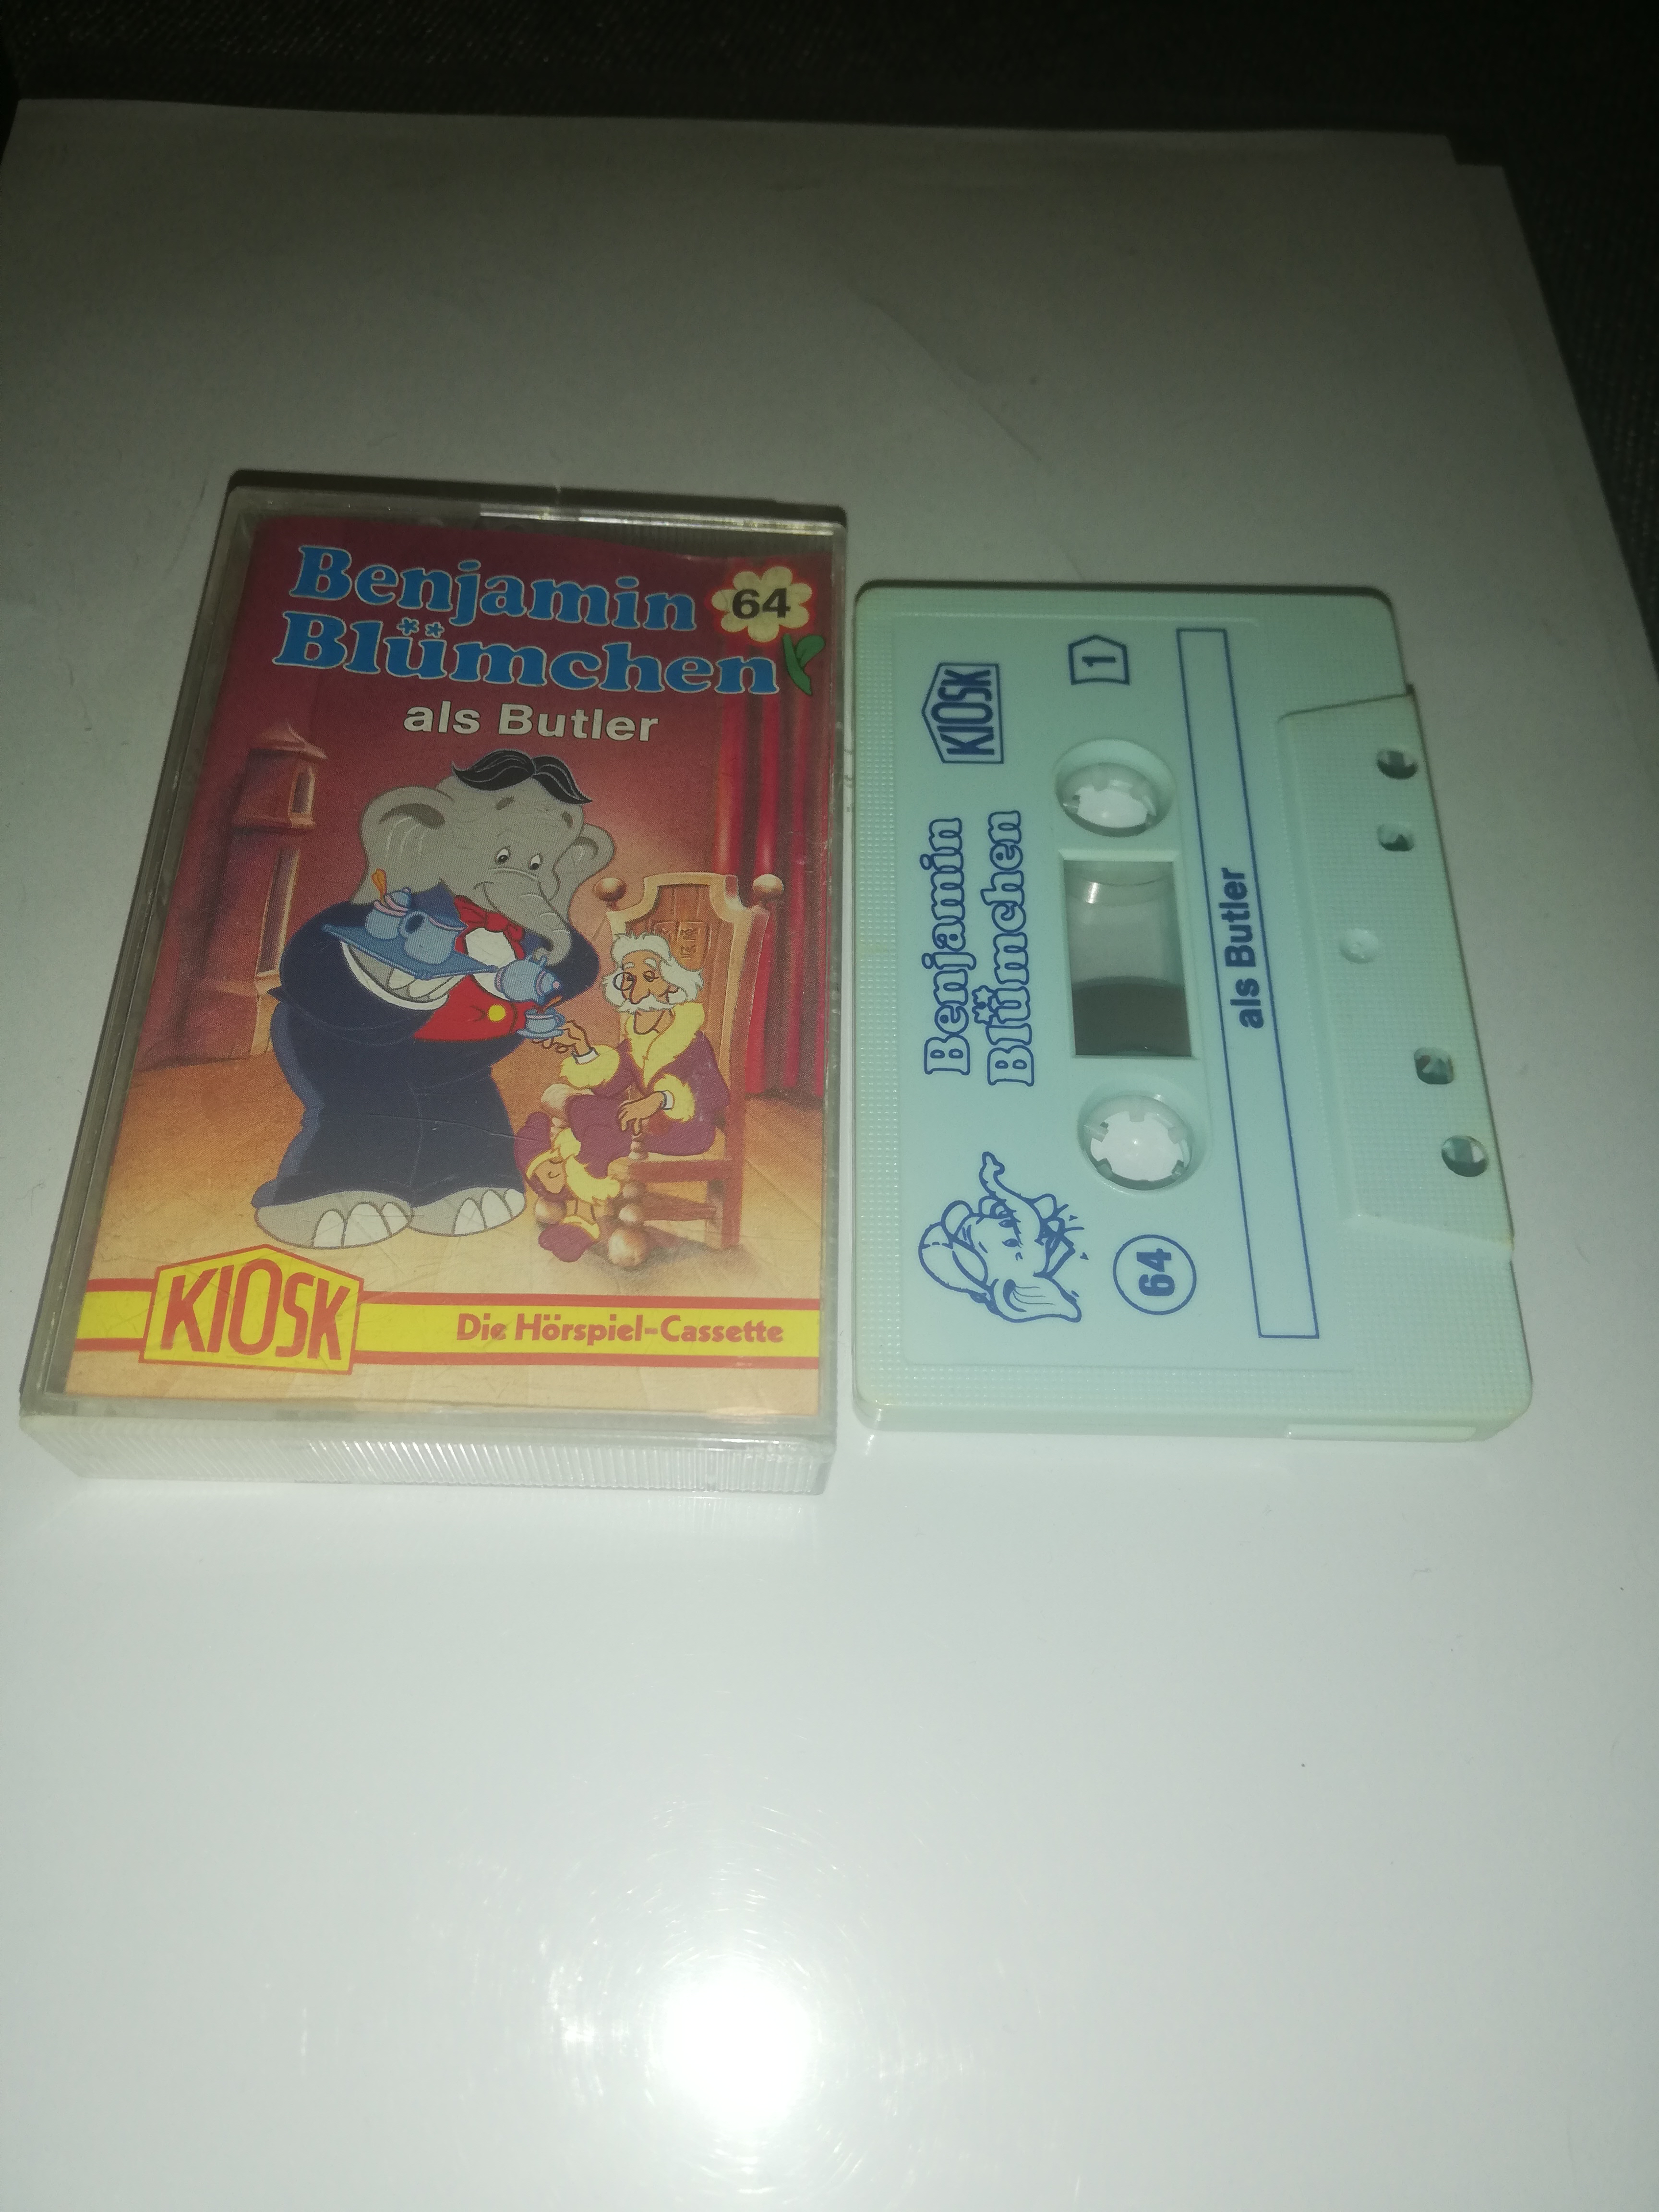 Benjamin
Blümchen
64
als Butler
KIOSK
Die Hörspiel-Cassette
Benjamin
Blümchen
KIOSK
1
64
als Butler